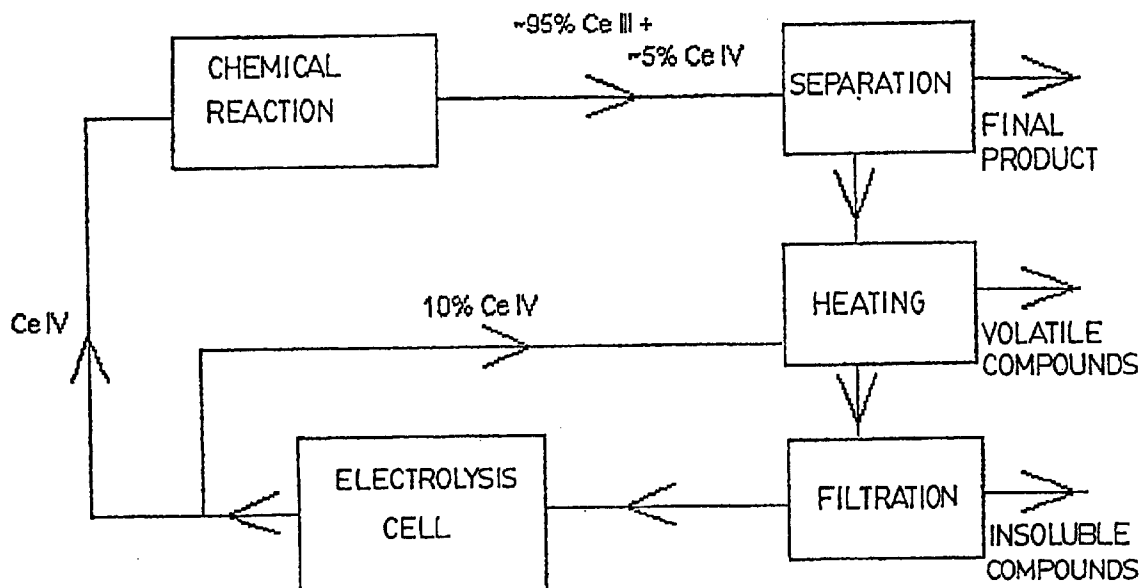 ~95% Ce III +
~5% Ce IV
CHEMICAL
REACTION
SEPARATION
FINAL
PRODUCT
Ce IV
10% Ce IV
HEATING
VOLATILE
COMPOUNDS
ELECTROLYSIS
CELL
FILTRATION
INSOLUBLE
COMPOUNDS